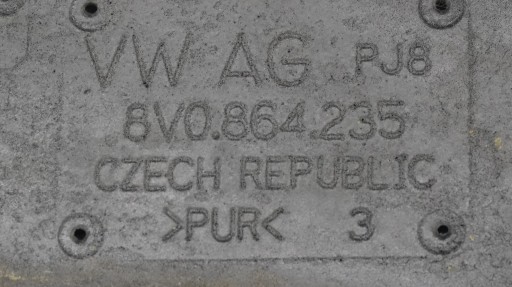 VW AG PJ8
8V0.864.235
CZECH REPUBLIC
>PUR< 3